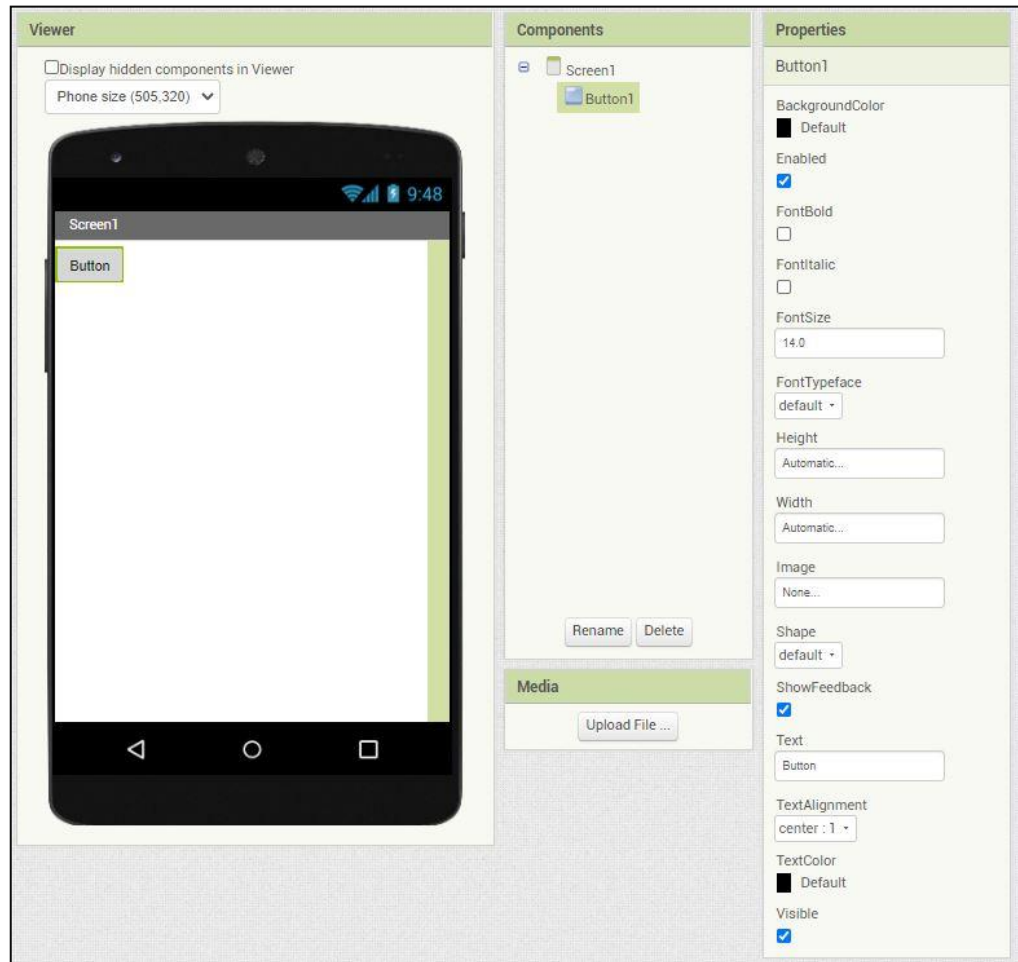 Viewer
Display hidden components in Viewer
Phone size (505,320)
9:48
Screen1
Button
Components
Screen1
Button1
Rename Delete
Media
Upload File ...
Properties
Button1
BackgroundColor
Default
Enabled
FontBold
FontItalic
FontSize
14.0
FontTypeface
default
Height
Automatic...
Width
Automatic...
Image
None...
Shape
default
ShowFeedback
Text
Button
TextAlignment
center : 1
TextColor
Default
Visible